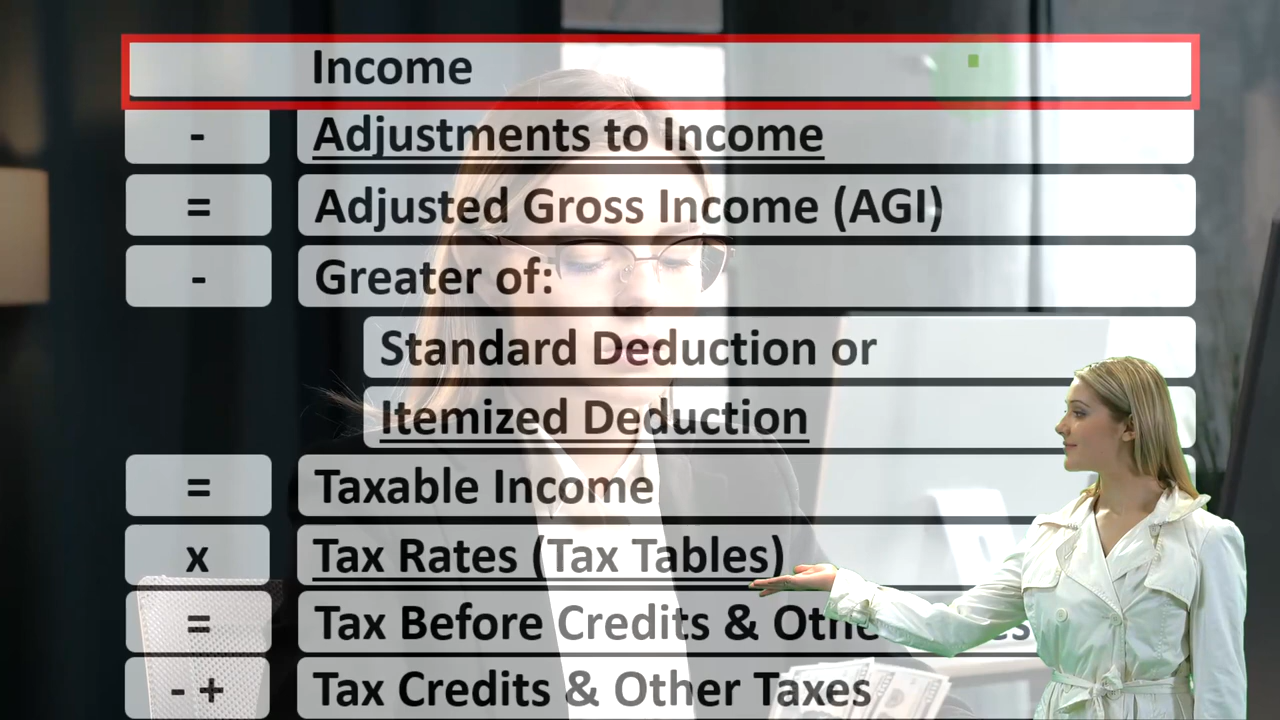 Income
- Adjustments to Income
= Adjusted Gross Income (AGI)
- Greater of:
Standard Deduction or
Itemized Deduction
= Taxable Income
x Tax Rates (Tax Tables)
= Tax Before Credits &
- + Tax Credits & Other Taxes